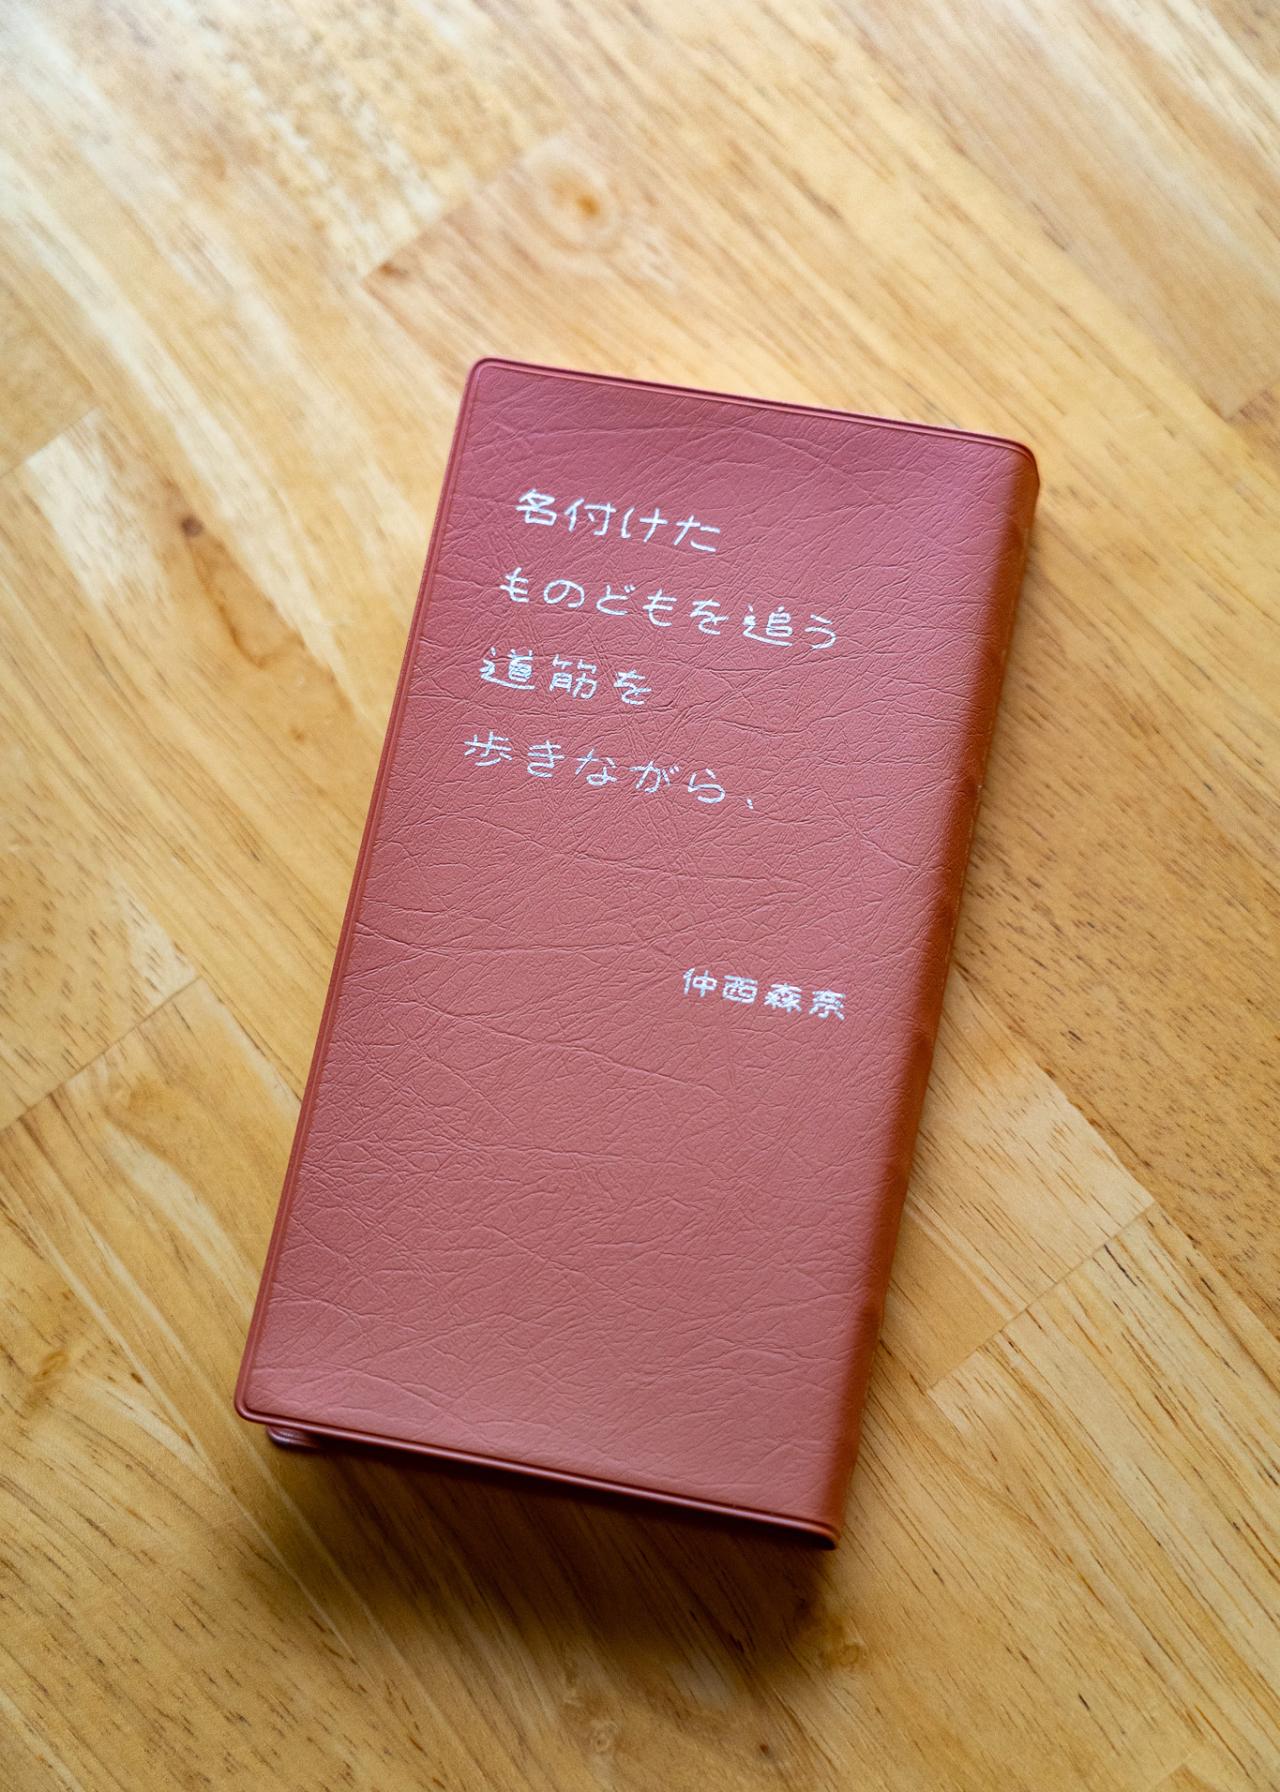 名付けた
ものどもを追う
道筋を
歩きながら、
仲西森奈